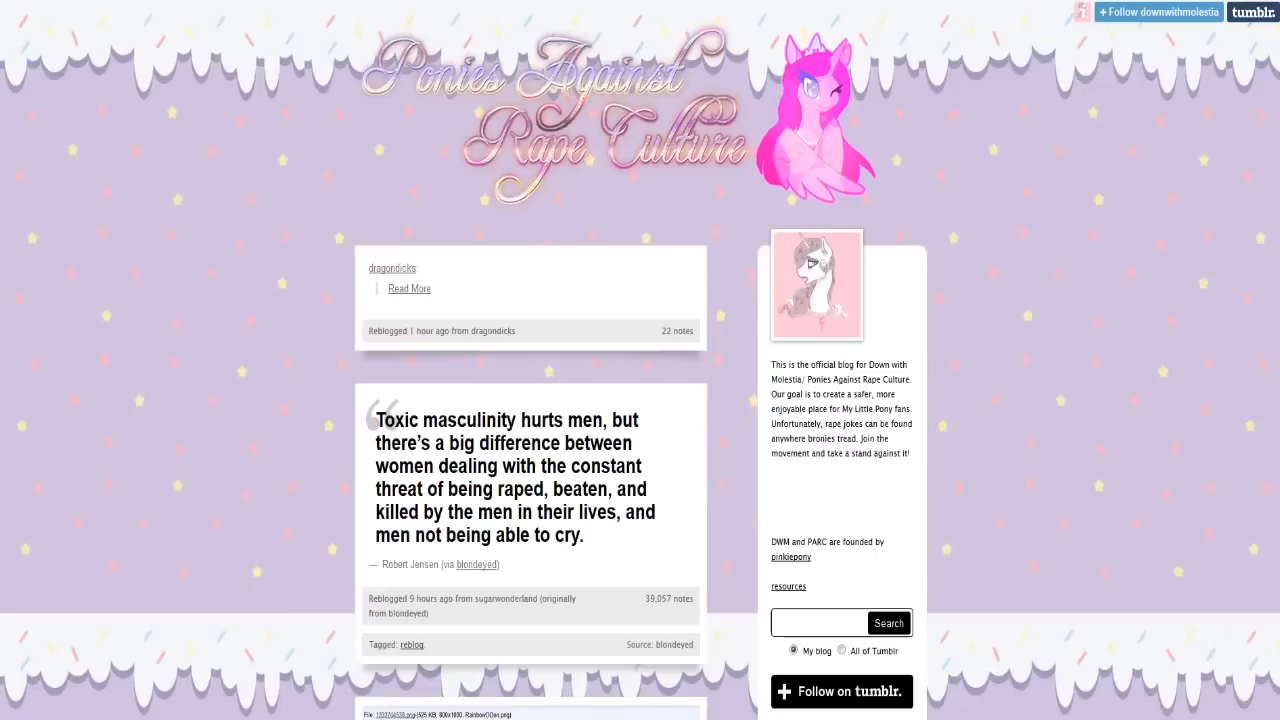 + Follow downwithmolestia
tumblr.
Ponies Against
Rape Culture
dragondicks:
Read More
Reblogged 1 hour ago from dragondicks
22 notes
“
Toxic masculinity hurts men, but
there’s a big difference between
women dealing with the constant
threat of being raped, beaten, and
killed by the men in their lives, and
men not being able to cry.
— Robert Jensen (via blondeyed)
Reblogged 9 hours ago from sugarwonderland (originally
from blondeyed)
39,057 notes
Tagged: reblog.
Source: blondeyed
This is the official blog for Down with
Molestia/ Ponies Against Rape Culture.
Our goal is to create a safer, more
enjoyable place for My Little Pony fans.
Unfortunately, rape jokes can be found
anywhere bronies tread. Join the
movement and take a stand against it!
DWM and PARC are founded by
pinkiepony
resources
Search
My blog
All of Tumblr
+ Follow on tumblr.